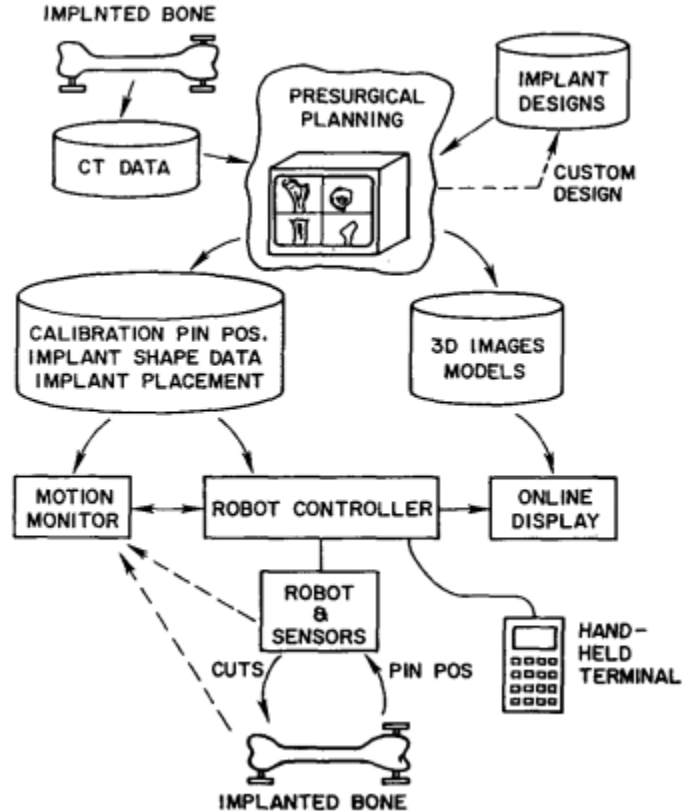 IMPLNTED BONE
PRESURGICAL
PLANNING
IMPLANT
DESIGNS
CT DATA
CUSTOM
DESIGN
CALIBRATION PIN POS.
IMPLANT SHAPE DATA
IMPLANT PLACEMENT
3D IMAGES
MODELS
MOTION
MONITOR
ROBOT CONTROLLER
ONLINE
DISPLAY
ROBOT
&
SENSORS
HAND-
HELD
TERMINAL
CUTS
PIN POS
IMPLANTED BONE